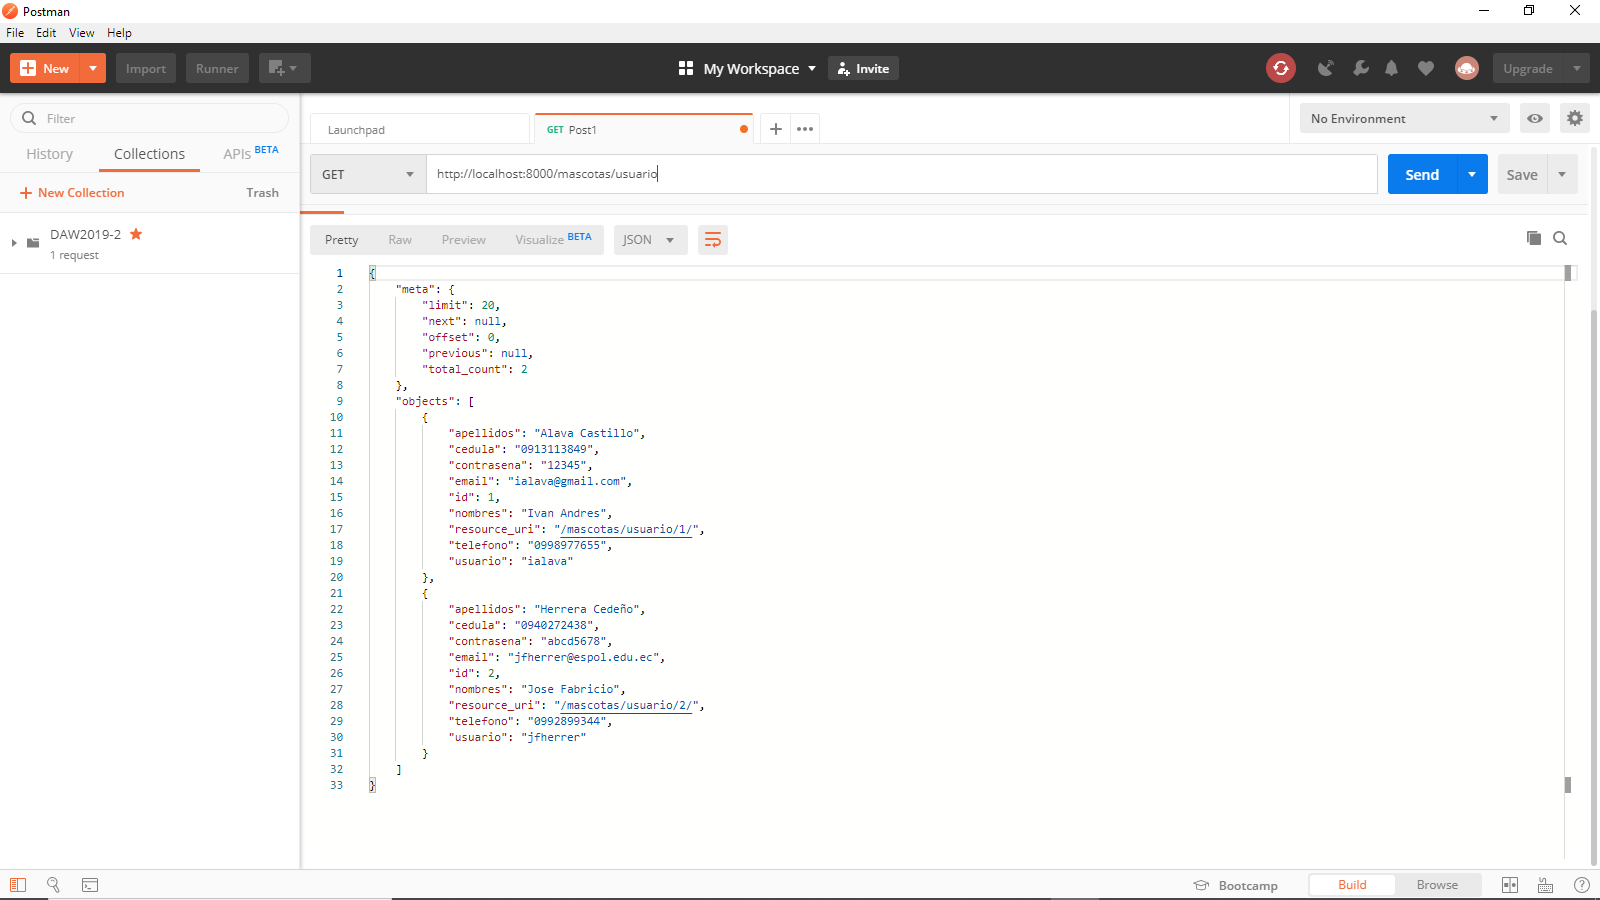 Postman
File Edit View Help
New Import Runner My Workspace Invite Upgrade
Filter
History Collections APIs BETA
New Collection Trash
DAW2019-2
1 request
Launchpad GET Post1 No Environment
GET http://localhost:8000/mascotas/usuario Send Save
Pretty Raw Preview Visualize BETA JSON
1 {
2 "meta": {
3 "limit": 20,
4 "next": null,
5 "offset": 0,
6 "previous": null,
7 "total_count": 2
8 },
9 "objects": [
10 {
11 "apellidos": "Alava Castillo",
12 "cedula": "0913113849",
13 "contrasena": "12345",
14 "email": "ialava@gmail.com",
15 "id": 1,
16 "nombres": "Ivan Andres",
17 "resource_uri": "/mascotas/usuario/1/",
18 "telefono": "0998977655",
19 "usuario": "ialava"
20 },
21 {
22 "apellidos": "Herrera Cedeño",
23 "cedula": "0940272438",
24 "contrasena": "abcd5678",
25 "email": "jfherrer@espol.edu.ec",
26 "id": 2,
27 "nombres": "Jose Fabricio",
28 "resource_uri": "/mascotas/usuario/2/",
29 "telefono": "0992899344",
30 "usuario": "jfherrer"
31 }
32 ]
33 }
Bootcamp Build Browse